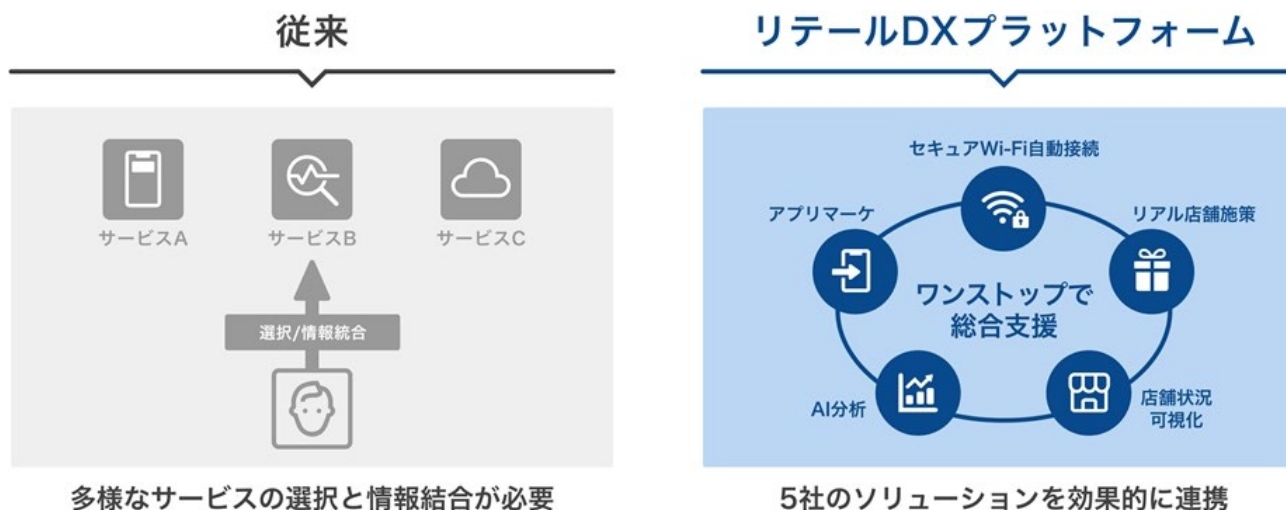 従来
サービスA
サービスB
サービスC
選択/情報統合
多様なサービスの選択と情報結合が必要
リテールDXプラットフォーム
セキュアWi-Fi自動接続
アプリマーケ
リアル店舗施策
ワンストップで
総合支援
AI分析
店舗状況
可視化
5社のソリューションを効果的に連携